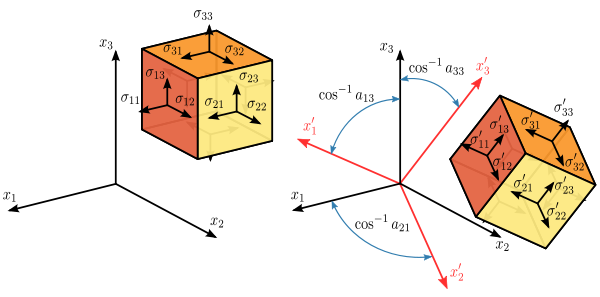 σ₃₃
x₃
σ₃₁
σ₃₂
σ₁₃
σ₂₃
σ₁₁
σ₁₂
σ₂₁
σ₂₂
x₁
x₂
x₃
cos⁻¹ a₃₃
x′₃
cos⁻¹ a₁₃
x′₁
σ′₃₃
σ′₁₃
σ′₃₁
σ′₁₁
σ′₁₂
σ′₃₂
σ′₂₁
σ′₂₃
σ′₂₂
x₁
cos⁻¹ a₂₁
x₂
x′₂